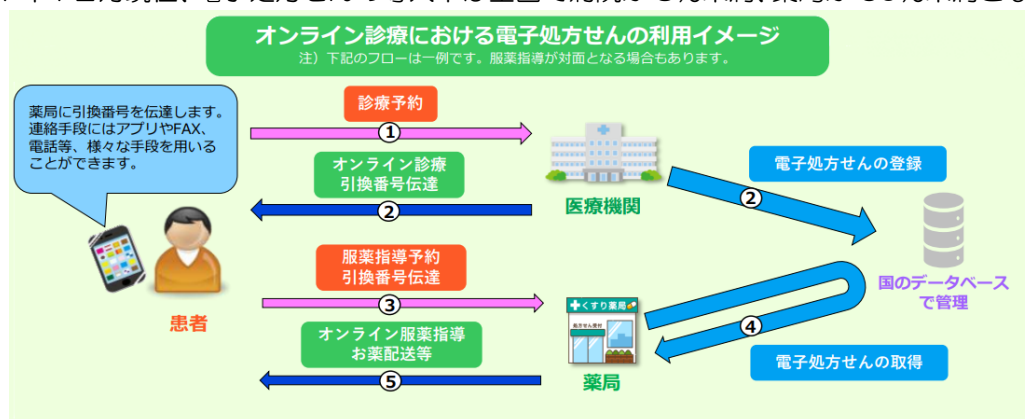 オンライン診療における電子処方せんの利用イメージ
注）下記のフローは一例です。服薬指導が対面となる場合もあります。
薬局に引換番号を伝達します。
連絡手段にはアプリやFAX、
電話等、様々な手段を用いる
ことができます。
診療予約
①
オンライン診療
引換番号伝達
②
医療機関
電子処方せんの登録
②
国のデータベース
で管理
患者
服薬指導予約
引換番号伝達
③
くすり薬局
処方せん受付
薬局
④
電子処方せんの取得
オンライン服薬指導
お薬配送等
⑤